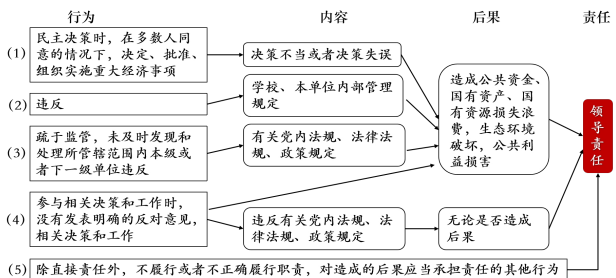 行为 内容 后果 责任
(1)
民主决策时，在多数人同
意的情况下，决定、批准、
组织实施重大经济事项
决策不当或者决策失误
(2)
违反
学校、本单位内部管理
规定
(3)
疏于监管，未及时发现和
处理所管辖范围内本级或
者下一级单位违反
有关党内法规、法律法
规、政策规定
造成公共资金、
国有资产、国
有资源损失浪
费，生态环境
破坏，公共利
益损害
领
导
责
任
(4)
参与相关决策和工作时，
没有发表明确的反对意见，
相关决策和工作
违反有关党内法规、法
律法规、政策规定
无论是否造成
后果
(5)
除直接责任外，不履行或者不正确履行职责，对造成的后果应当承担责任的其他行为